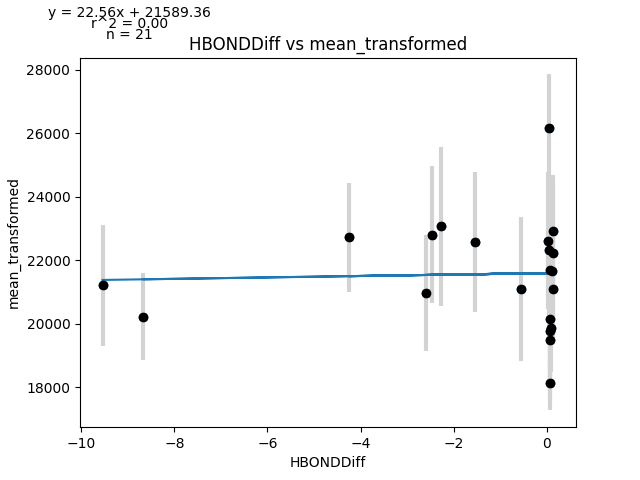 y = 22.56x + 21589.36
r^2 = 0.00
n = 21
HBONDDiff vs mean_transformed
28000
26000
24000
22000
20000
18000
mean_transformed
−10
−8
−6
−4
−2
0
HBONDDiff